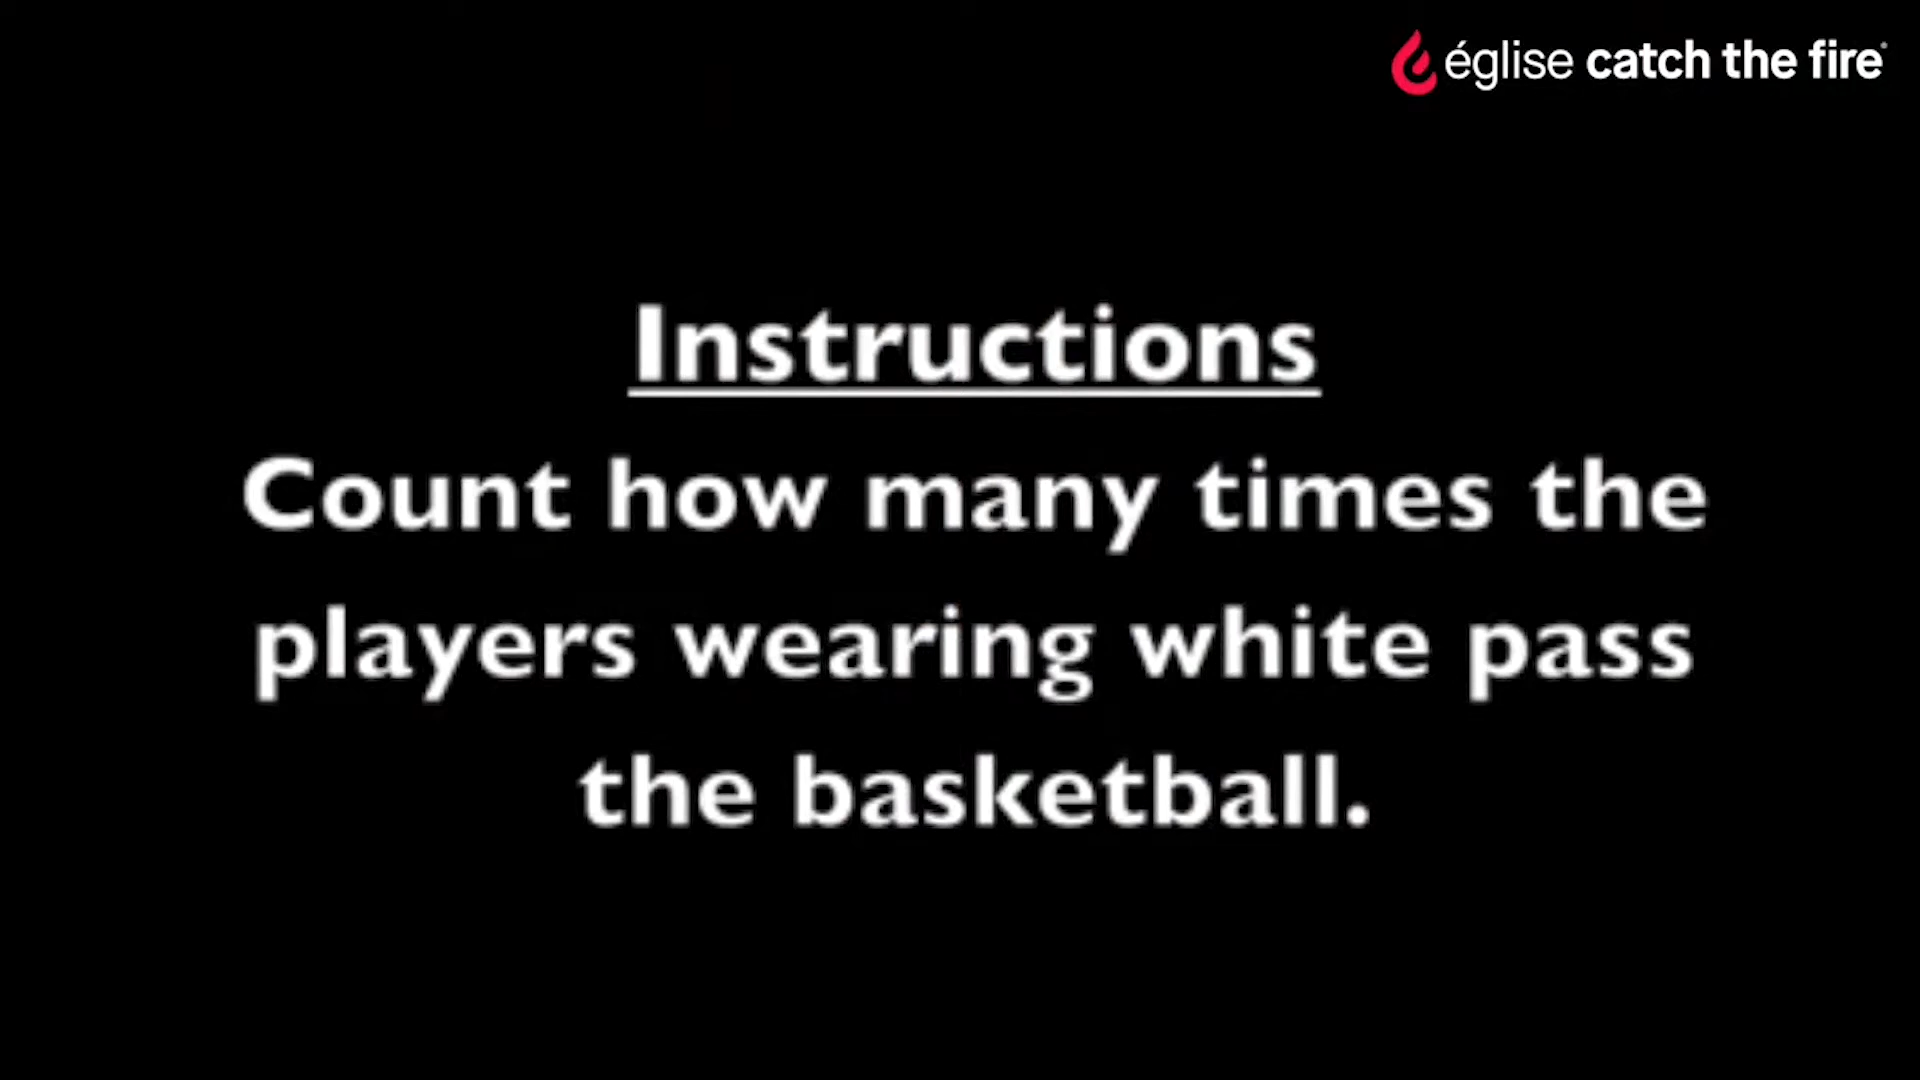 église catch the fire
Instructions
Count how many times the
players wearing white pass
the basketball.